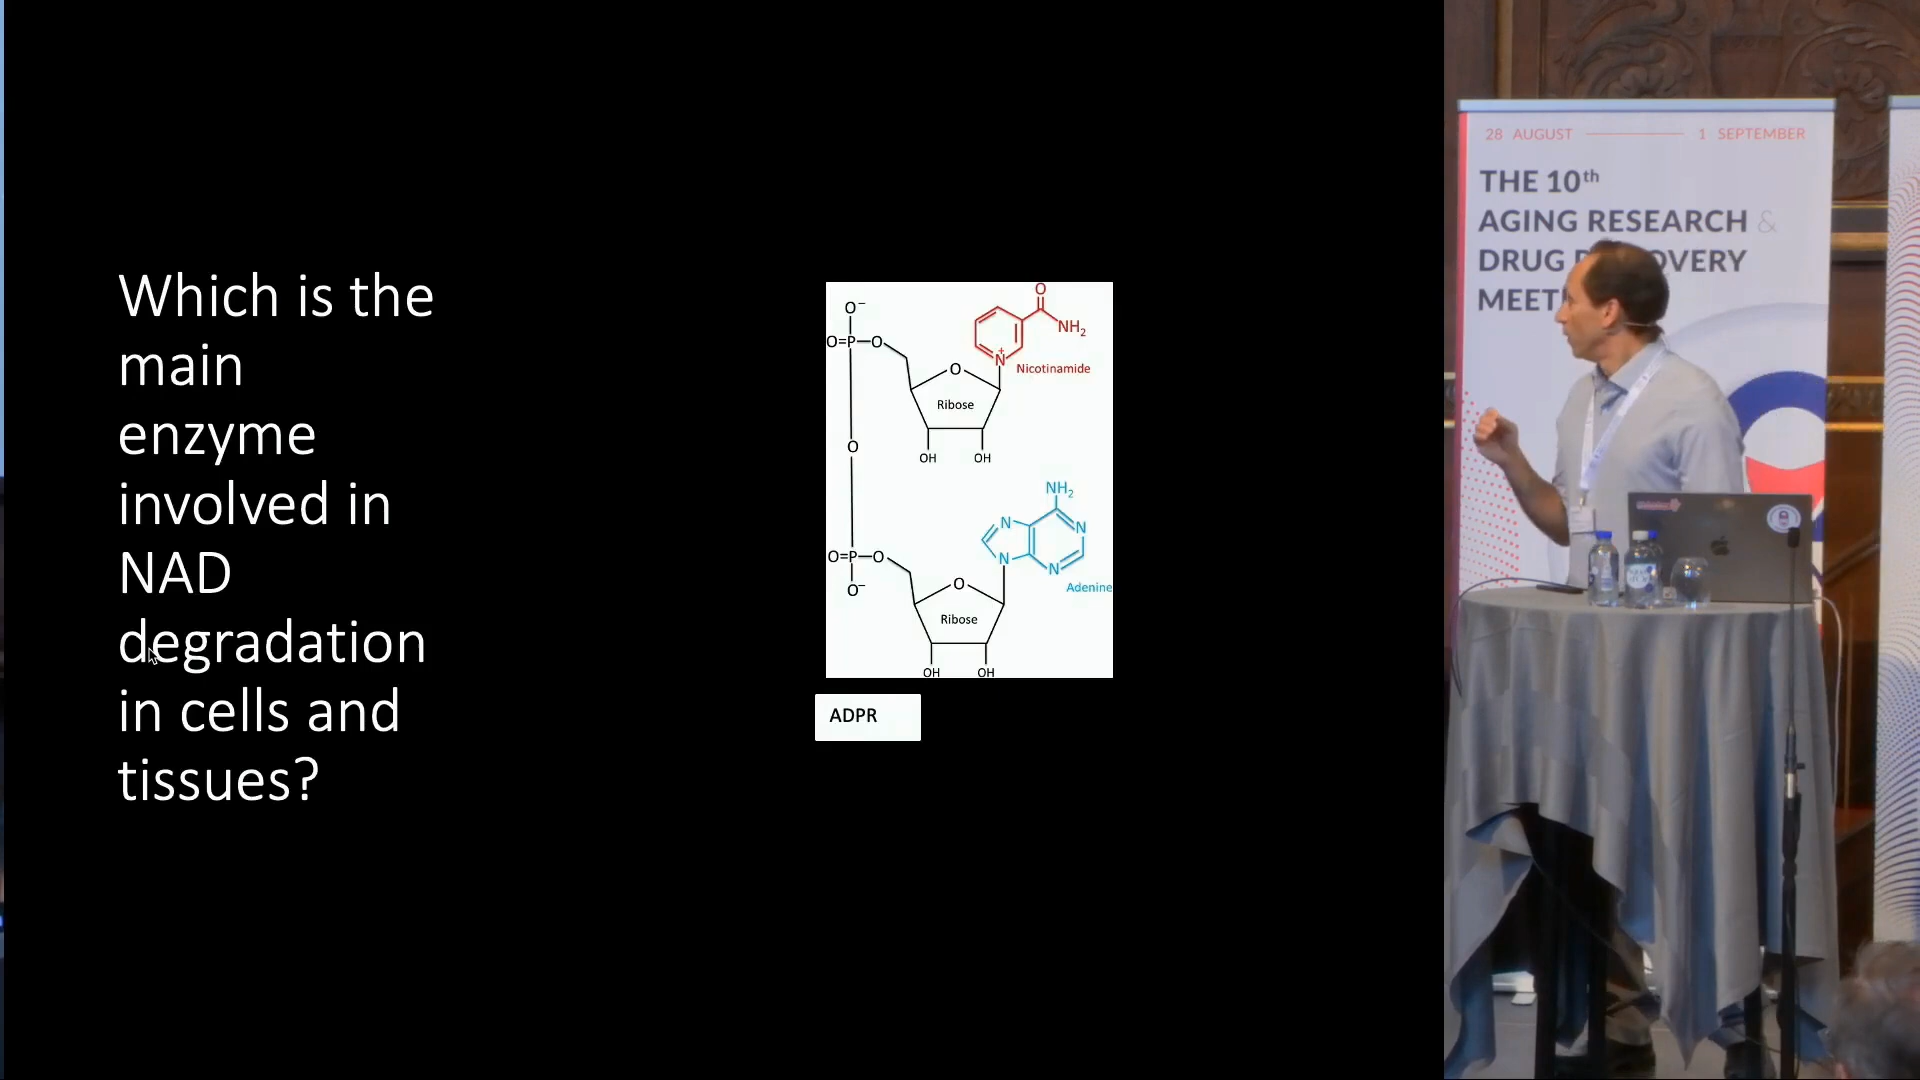 Which is the
main
enzyme
involved in
NAD
degradation
in cells and
tissues?
O⁻
O=P—O
O
O=P—O
O⁻
O
NH₂
N⁺
Nicotinamide
O
Ribose
OH OH
NH₂
N N
N N
Adenine
O
Ribose
OH OH
ADPR
28 AUGUST 1 SEPTEMBER
THE 10th
AGING RESEARCH &
DRUG
MEET